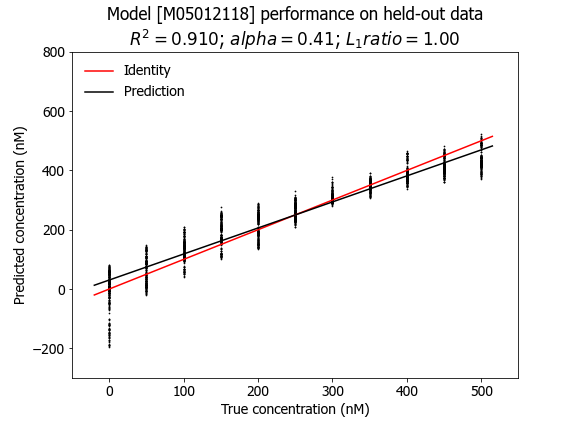 Model [M05012118] performance on held-out data
R² = 0.910; alpha = 0.41; L₁ratio = 1.00
Identity
Prediction
800
600
400
200
0
−200
Predicted concentration (nM)
0 100 200 300 400 500
True concentration (nM)